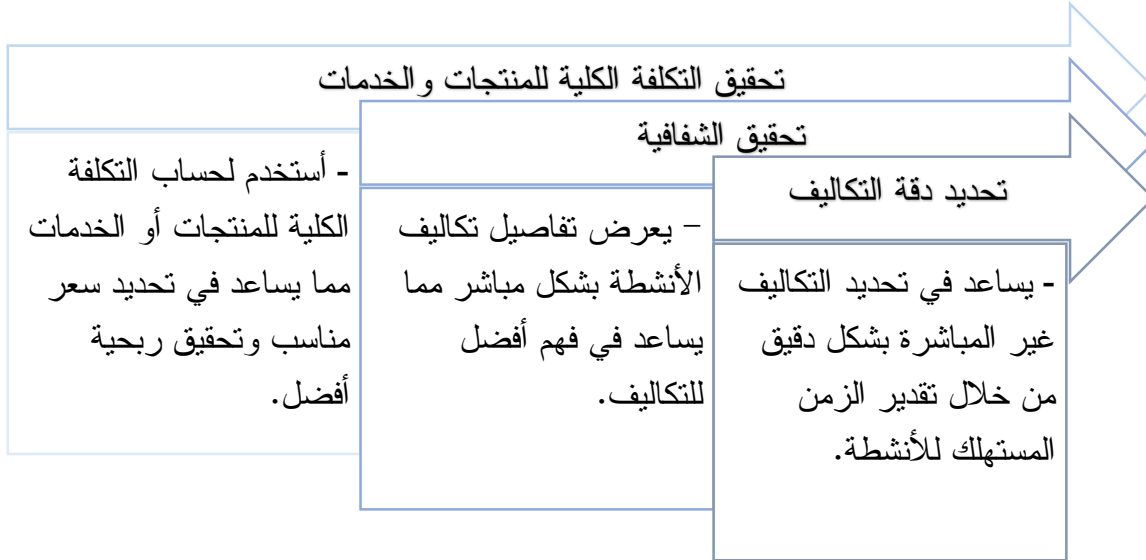 تحقيق التكلفة الكلية للمنتجات والخدمات
تحقيق الشفافية
تحديد دقة التكاليف
- أستخدم لحساب التكلفة
الكلية للمنتجات أو الخدمات
مما يساعد في تحديد سعر
مناسب وتحقيق ربحية
أفضل.
– يعرض تفاصيل تكاليف
الأنشطة بشكل مباشر مما
يساعد في فهم أفضل
للتكاليف.
- يساعد في تحديد التكاليف
غير المباشرة بشكل دقيق
من خلال تقدير الزمن
المستهلك للأنشطة.